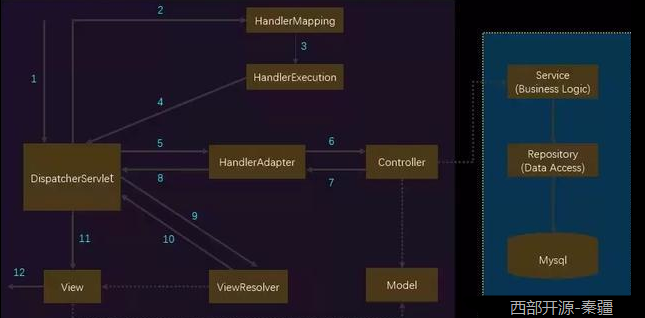 2
HandlerMapping
3
1
HandlerExecution
Service
(Business Logic)
4
5
6
DispatcherServlet
HandlerAdapter
Controller
Repository
(Data Access)
8
7
9
10
11
12
View
ViewResolver
Model
Mysql
西部开源-秦疆